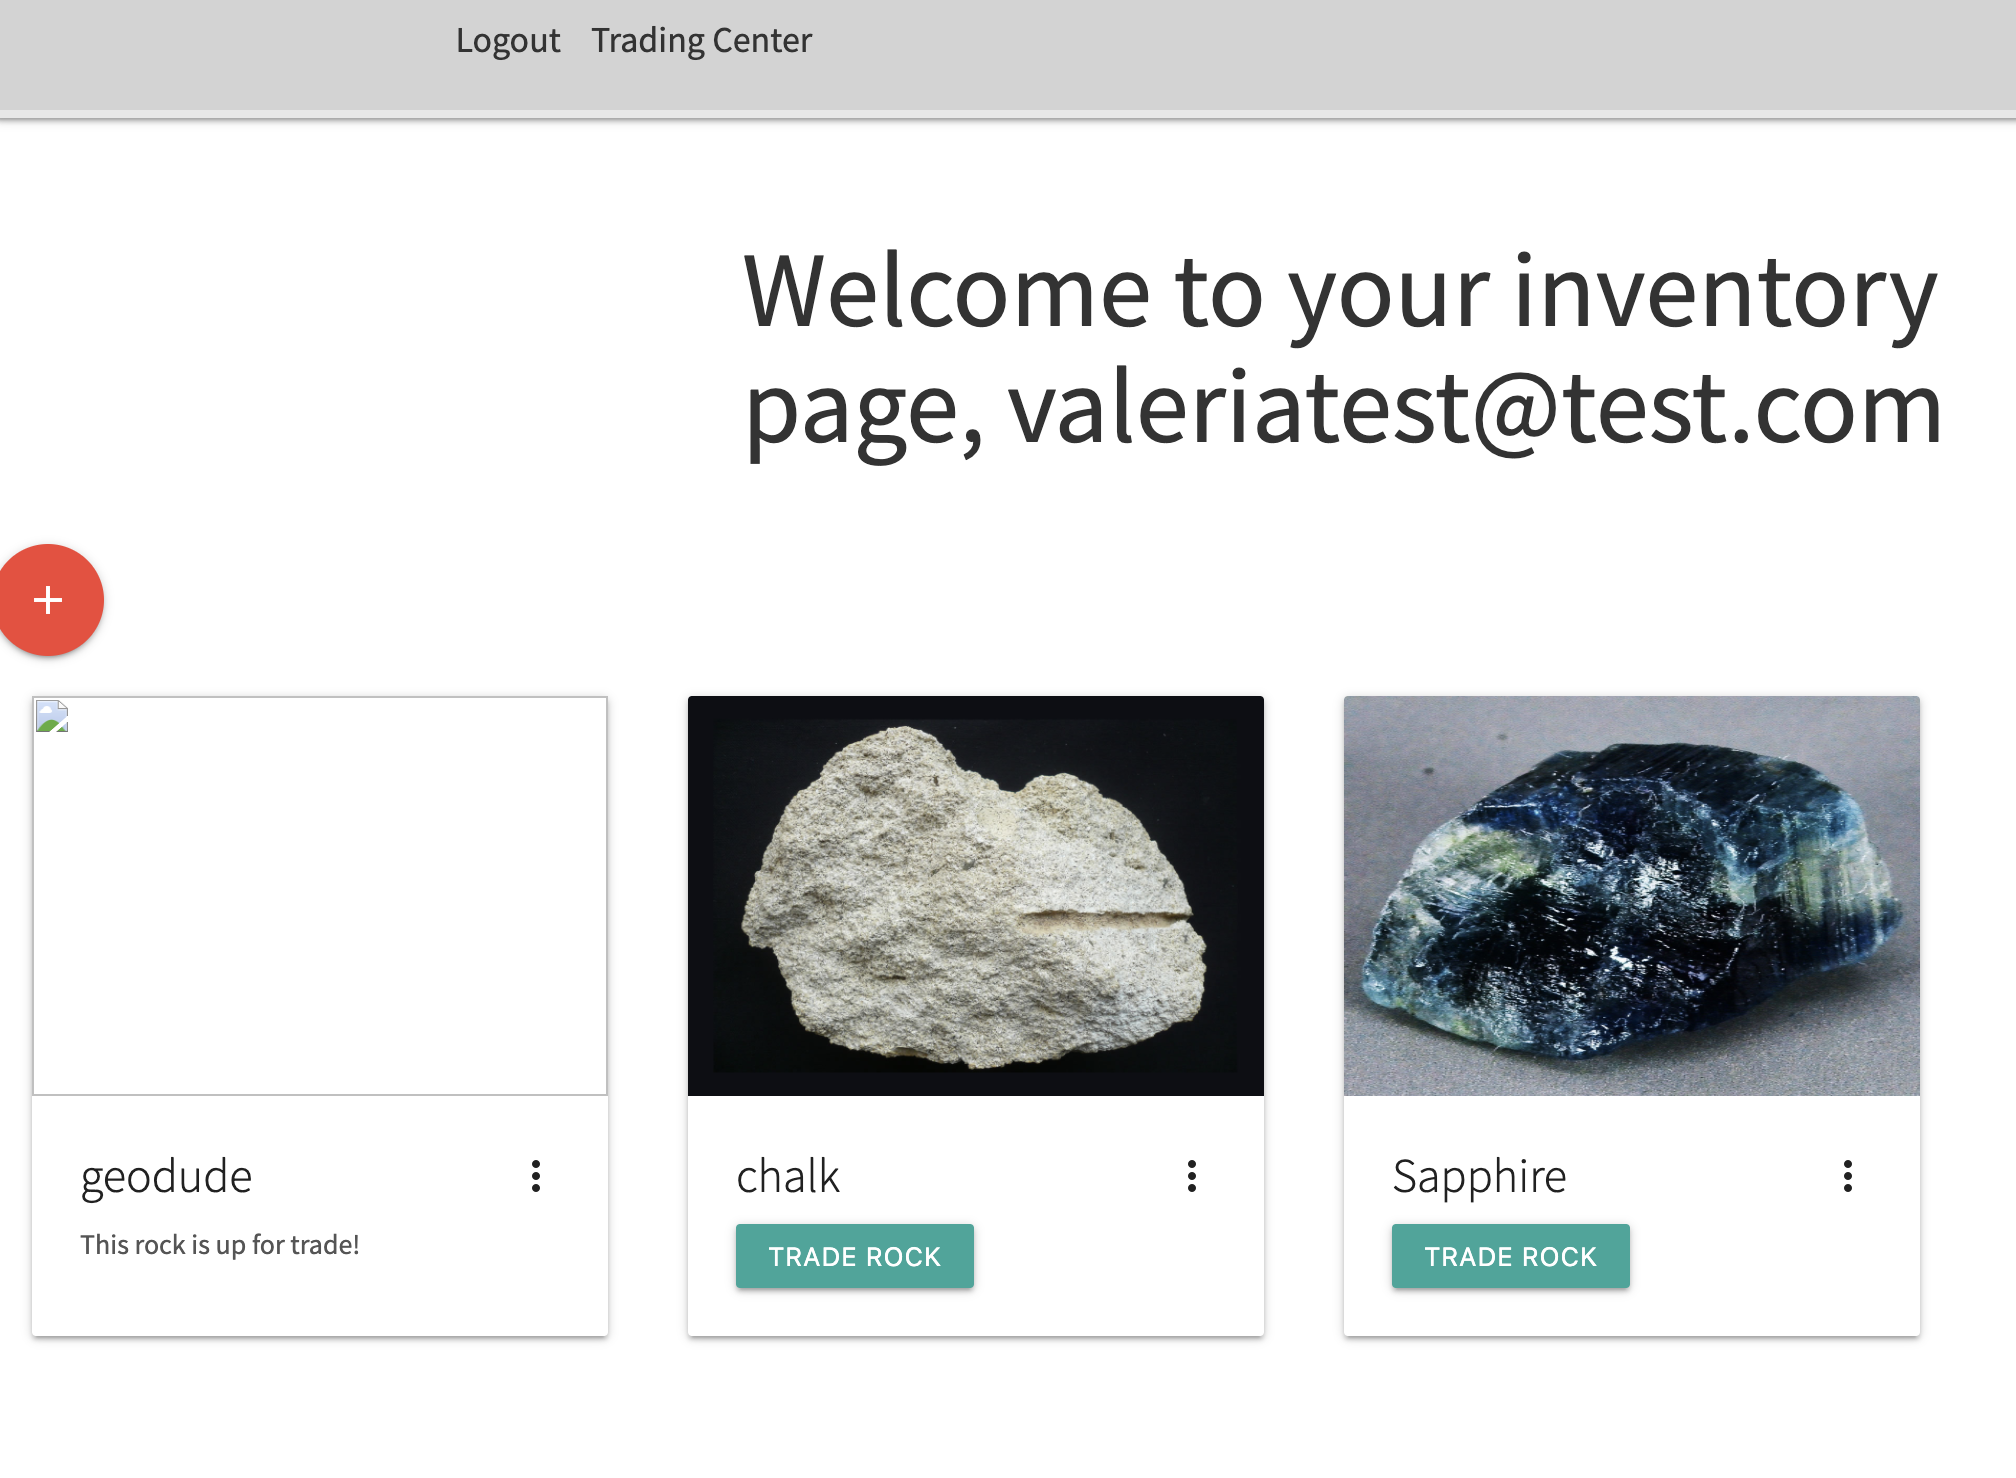 Logout Trading Center
Welcome to your inventory
page, valeriatest@test.com
+
geodude
This rock is up for trade!
chalk
TRADE ROCK
Sapphire
TRADE ROCK